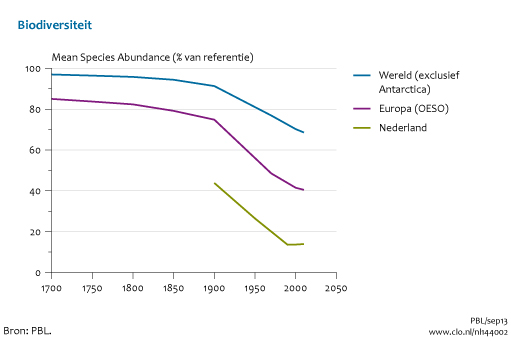 Biodiversiteit
Mean Species Abundance (% van referentie)
100
80
60
40
20
0
1700 1750 1800 1850 1900 1950 2000 2050
Wereld (exclusief
Antarctica)
Europa (OESO)
Nederland
Bron: PBL.
PBL/sep13
www.clo.nl/nh44002